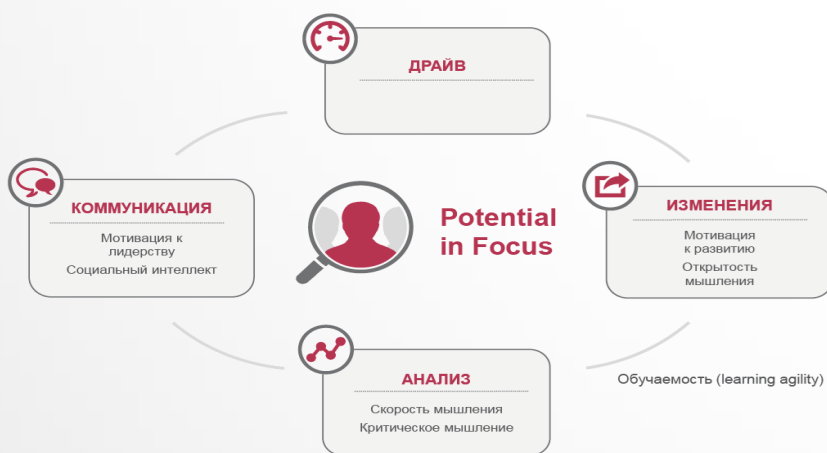 ДРАЙВ
КОММУНИКАЦИЯ
Мотивация к
лидерству
Социальный интеллект
Potential
in Focus
ИЗМЕНЕНИЯ
Мотивация
к развитию
Открытость
мышления
АНАЛИЗ
Скорость мышления
Критическое мышление
Обучаемость (learning agility)